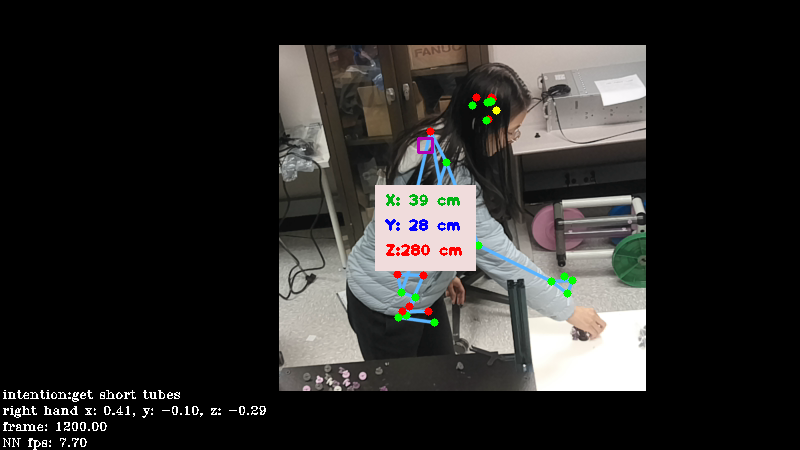 FANUC
X: 39 cm
Y: 28 cm
Z:280 cm
intention:get short tubes
right hand x: 0.41, y: −0.10, z: −0.29
frame: 1200.00
NN fps: 7.70